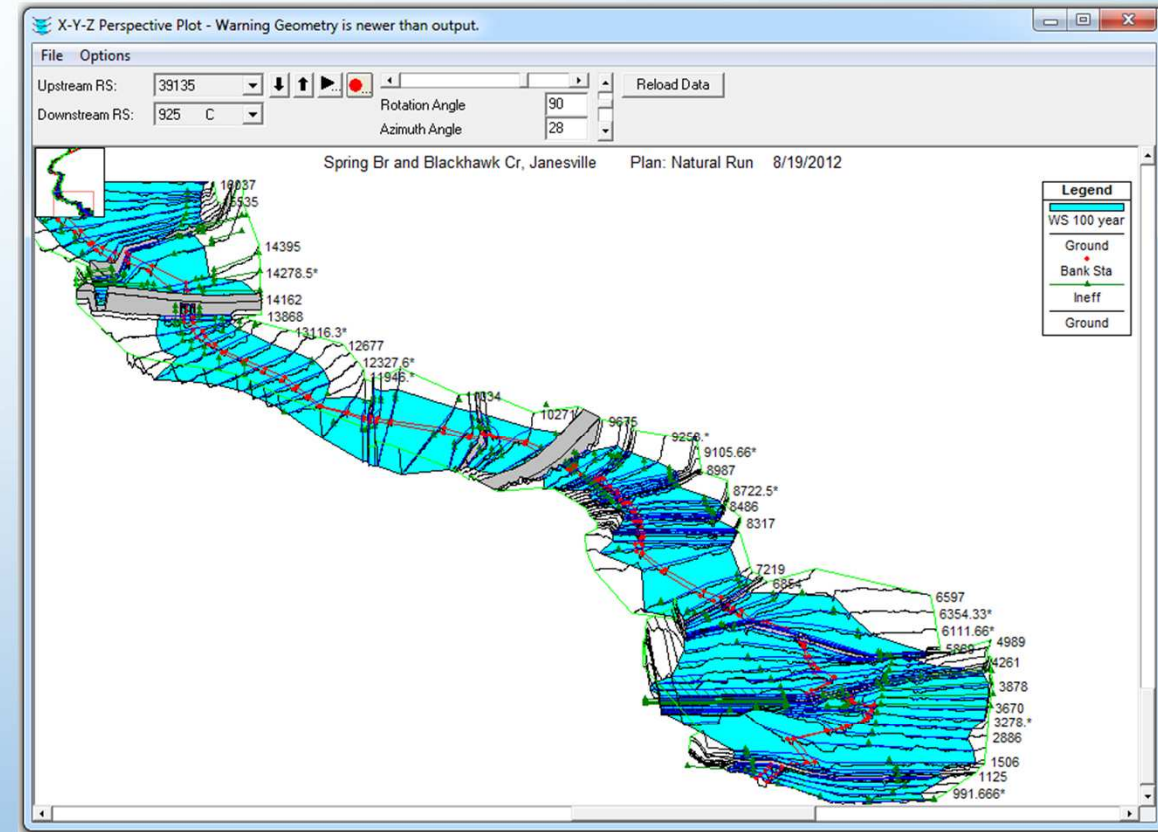 X-Y-Z Perspective Plot - Warning Geometry is newer than output.
File Options
Upstream RS: 39135
Downstream RS: 925 C
Rotation Angle 90
Azimuth Angle 28
Reload Data
Spring Br and Blackhawk Cr, Janesville Plan: Natural Run 8/19/2012
Legend
WS 100 year
Ground
Bank Sta
Ineff
Ground
14395
14278.5*
14162
13868
13116.3*
12677
12327.6*
11946.*
10271
9675
9256.*
9105.66*
8987
8722.5*
8486
8317
7219
6854
6597
6354.33*
6111.66*
5869
4989
4261
3878
3670
3278.*
2886
1506
1125
991.666*